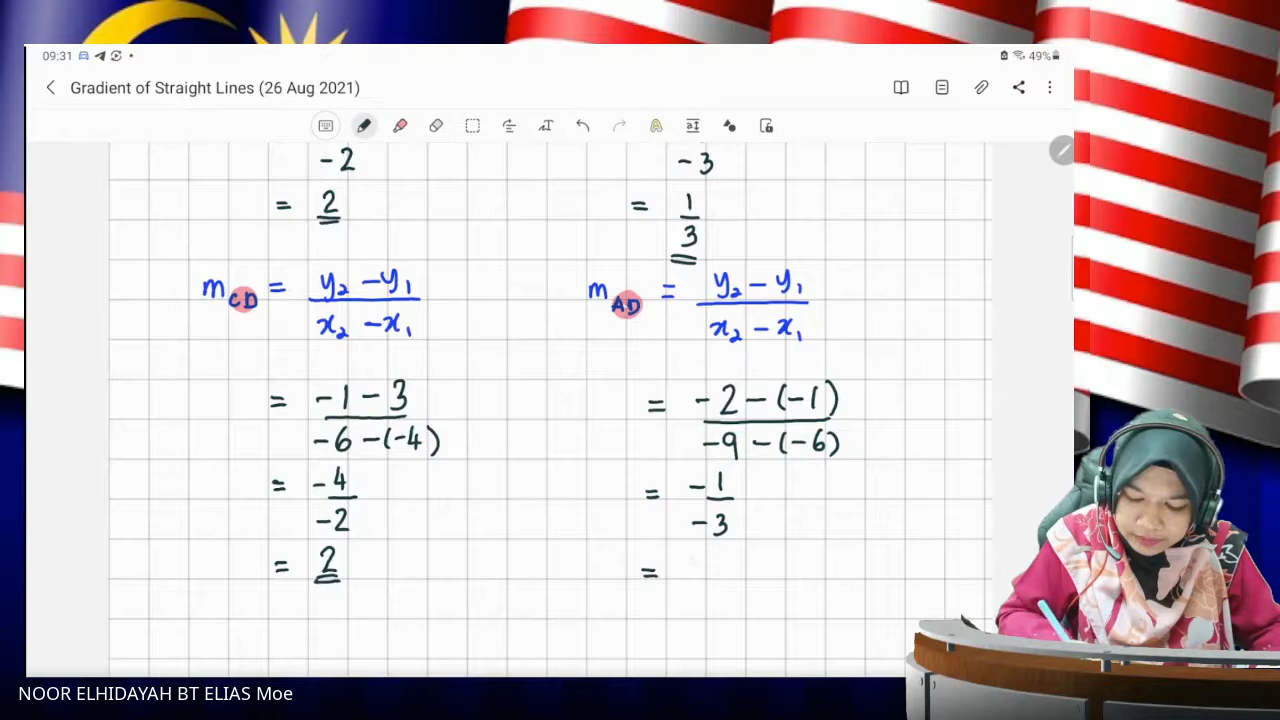 09:31
49%
Gradient of Straight Lines (26 Aug 2021)
-2
= 2
-3
= 1/3
m CD = y₂ - y₁ / x₂ - x₁
= -1 - 3 / -6 - (-4)
= -4 / -2
= 2
m AD = y₂ - y₁ / x₂ - x₁
= -2 - (-1) / -9 - (-6)
= -1 / -3
=
NOOR ELHIDAYAH BT ELIAS Moe